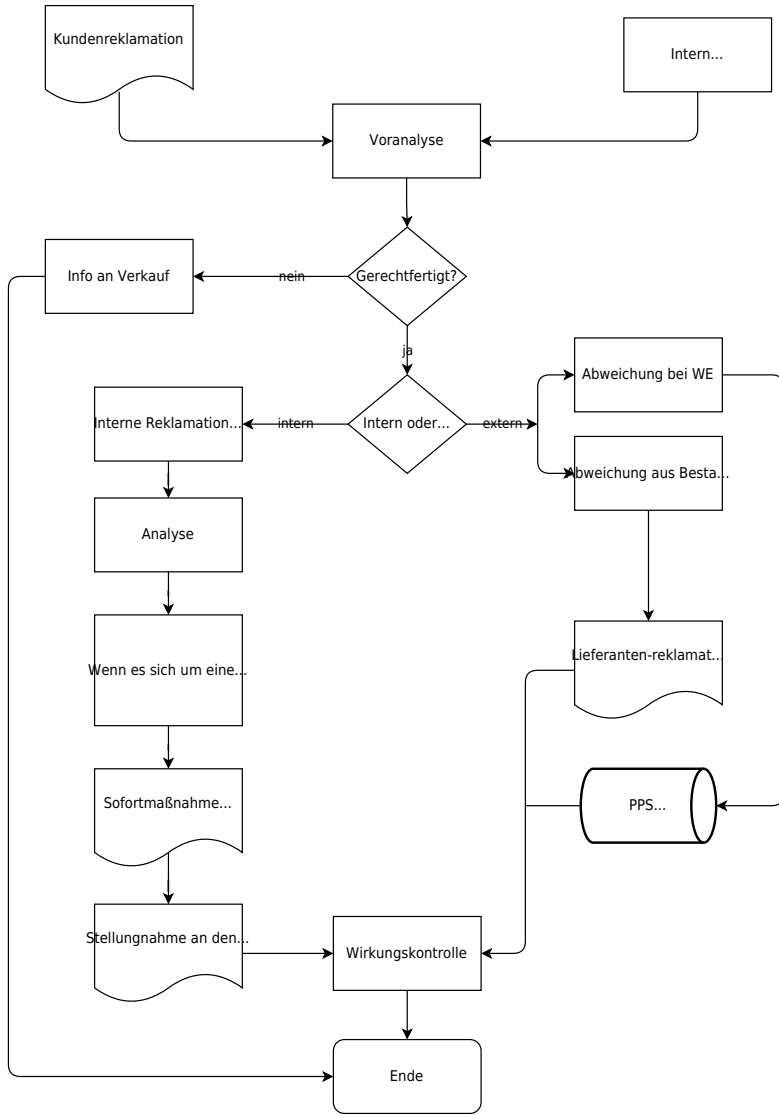 Kundenreklamation
Intern...
Voranalyse
Info an Verkauf
nein
Gerechtfertigt?
ja
Abweichung bei WE
Interne Reklamation...
intern
Intern oder...
extern
Abweichung aus Besta...
Analyse
Wenn es sich um eine...
Lieferanten-reklamat...
Sofortmaßnahme...
PPS...
Stellungnahme an den...
Wirkungskontrolle
Ende